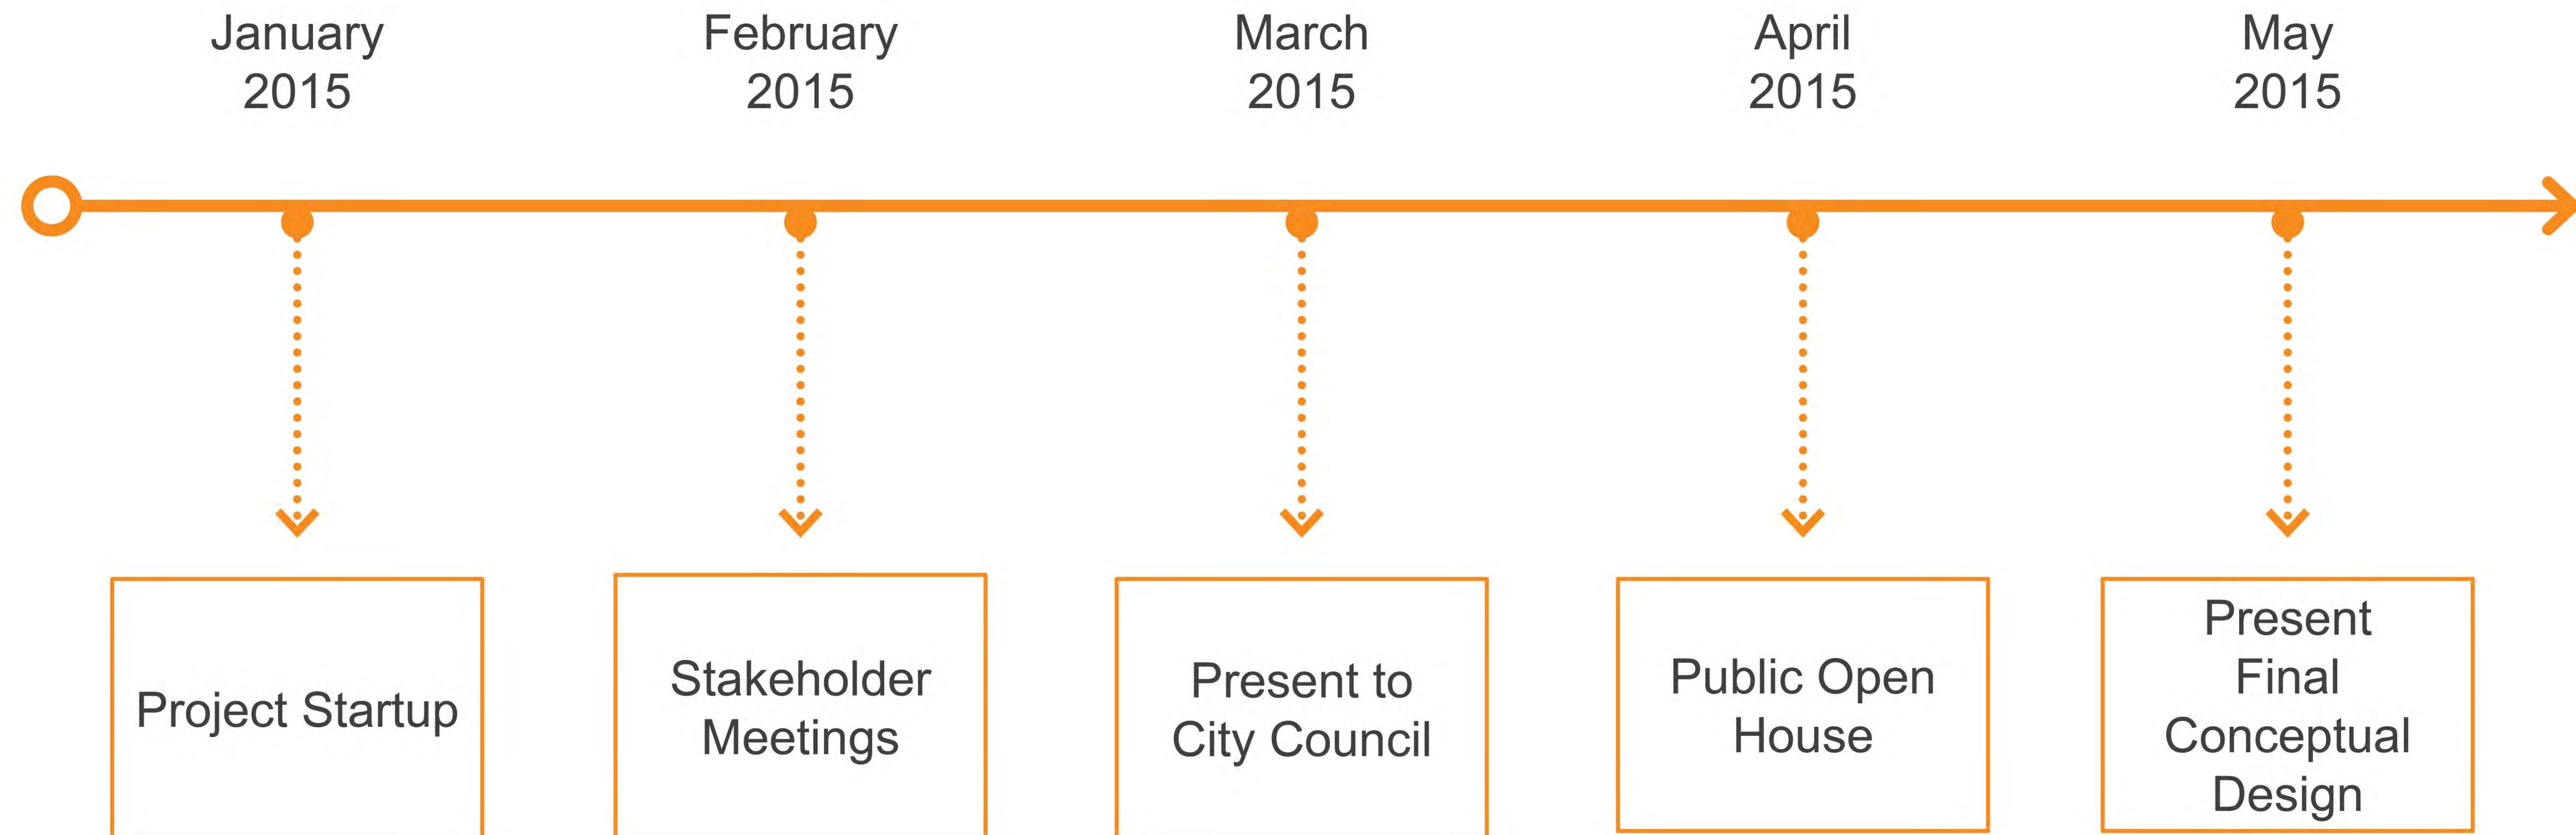 January
2015
February
2015
March
2015
April
2015
May
2015
Project Startup
Stakeholder
Meetings
Present to
City Council
Public Open
House
Present
Final
Conceptual
Design